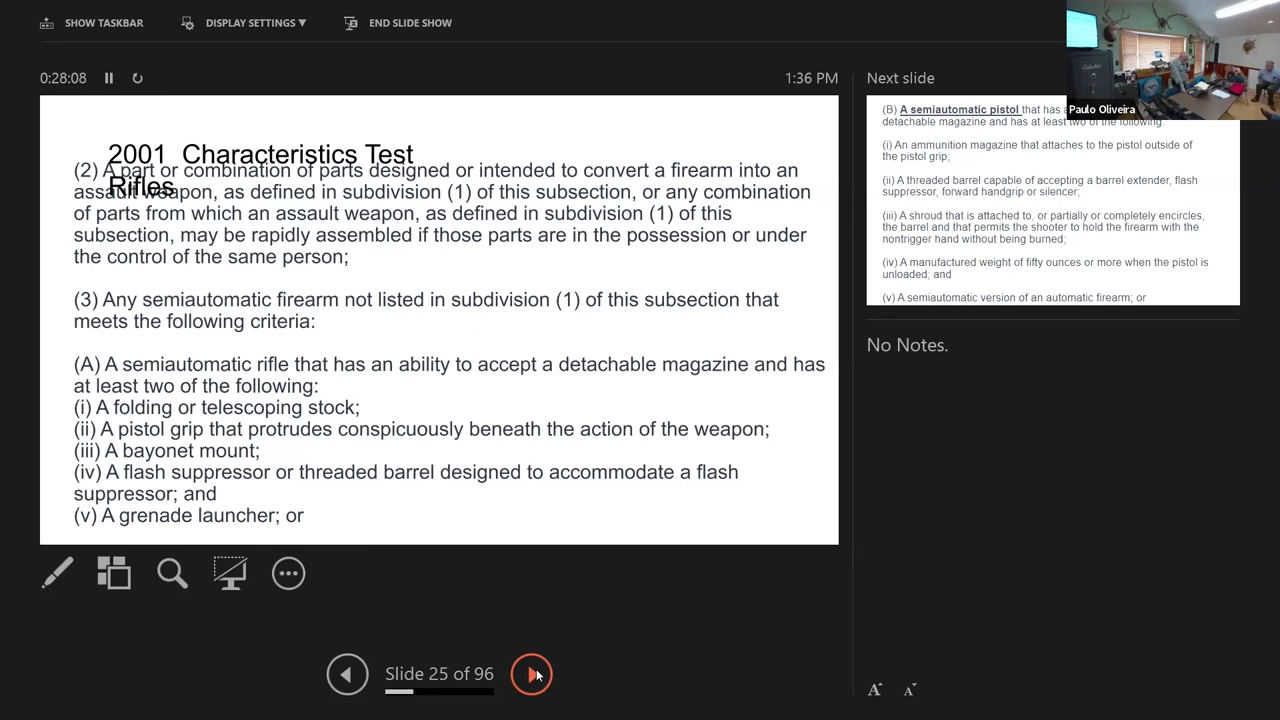 SHOW TASKBAR
DISPLAY SETTINGS ▼
END SLIDE SHOW
0:28:08
1:36 PM
2001 Characteristics Test
Rifles
(2) A part or combination of parts designed or intended to convert a firearm into an
assault weapon, as defined in subdivision (1) of this subsection, or any combination
of parts from which an assault weapon, as defined in subdivision (1) of this
subsection, may be rapidly assembled if those parts are in the possession or under
the control of the same person;
(3) Any semiautomatic firearm not listed in subdivision (1) of this subsection that
meets the following criteria:
(A) A semiautomatic rifle that has an ability to accept a detachable magazine and has
at least two of the following:
(i) A folding or telescoping stock;
(ii) A pistol grip that protrudes conspicuously beneath the action of the weapon;
(iii) A bayonet mount;
(iv) A flash suppressor or threaded barrel designed to accommodate a flash
suppressor; and
(v) A grenade launcher; or
Slide 25 of 96
Next slide
Paulo Oliveira
(B) A semiautomatic pistol that has
detachable magazine and has at least two of the following:
(i) An ammunition magazine that attaches to the pistol outside of
the pistol grip;
(ii) A threaded barrel capable of accepting a barrel extender, flash
suppressor, forward handgrip or silencer;
(iii) A shroud that is attached to, or partially or completely encircles,
the barrel and that permits the shooter to hold the firearm with the
nontrigger hand without being burned;
(iv) A manufactured weight of fifty ounces or more when the pistol is
unloaded; and
(v) A semiautomatic version of an automatic firearm; or
No Notes.
A A